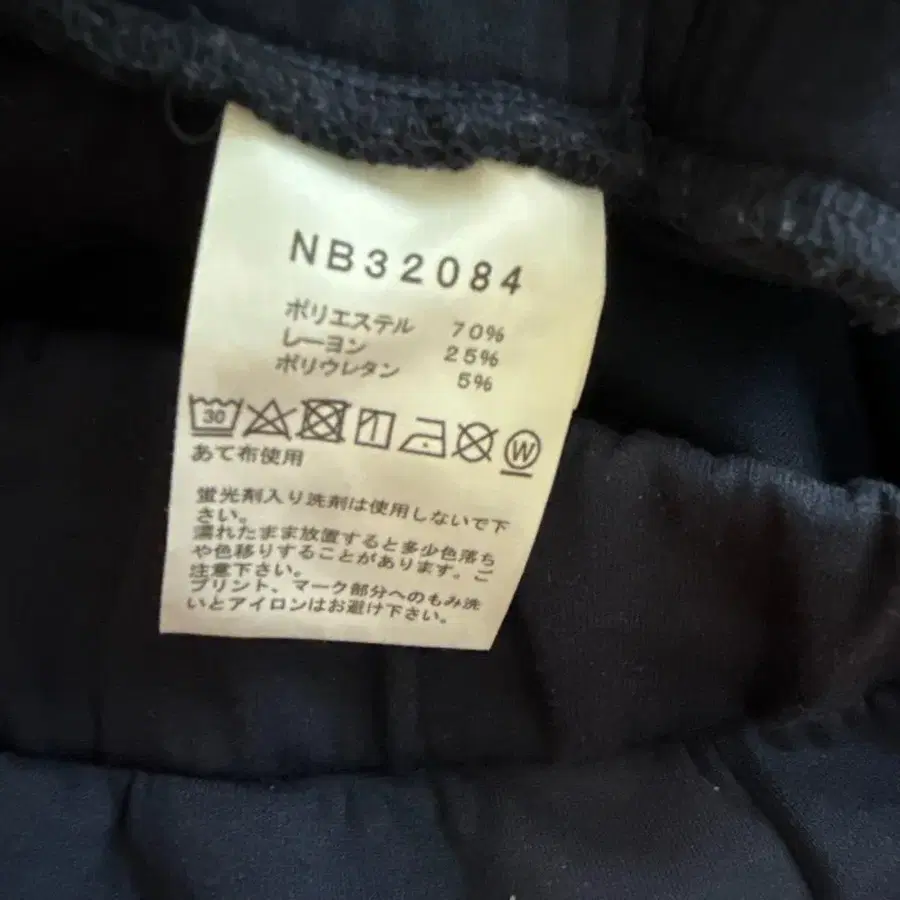 NB32084
ポリエステル 70%
レーヨン 25%
ポリウレタン 5%
30 W
あて布使用
蛍光剤入り洗剤は使用しないで下
さい。
濡れたまま放置すると多少色落ち
や色移りすることがあります。ご
注意下さい。
プリント、マーク部分へのもみ洗
いとアイロンはお避け下さい。